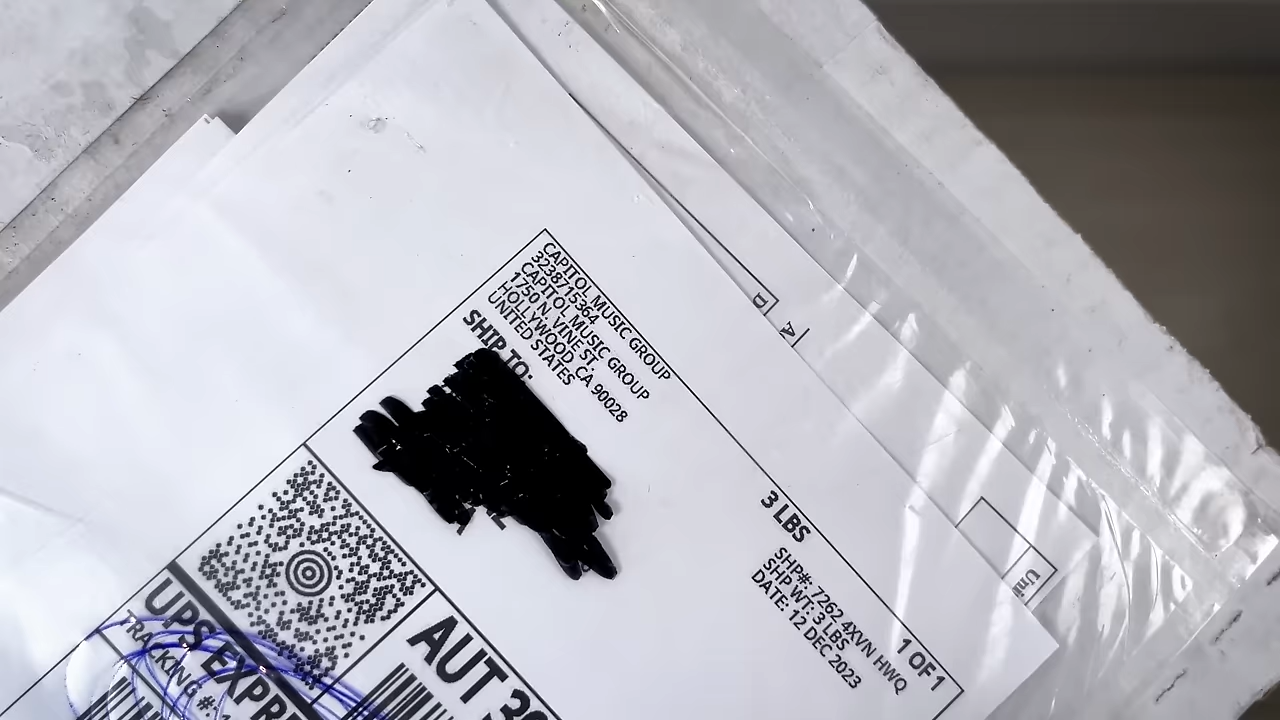 CAPITOL MUSIC GROUP
3238715364
CAPITOL MUSIC GROUP
1750 N. VINE ST.
HOLLYWOOD, CA 90028
UNITED STATES
SHIP TO:
3 LBS
1 OF 1
SHP#: 7262 4XVN HWQ
SHP WT: 3 LBS
DATE: 12 DEC 2023
AUT
UPS
TRACKING #: